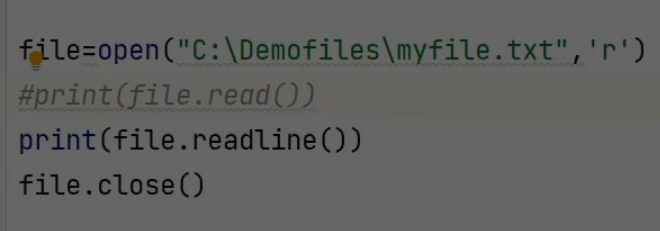 file=open("C:\Demofiles\myfile.txt",'r')
#print(file.read())
print(file.readline())
file.close()